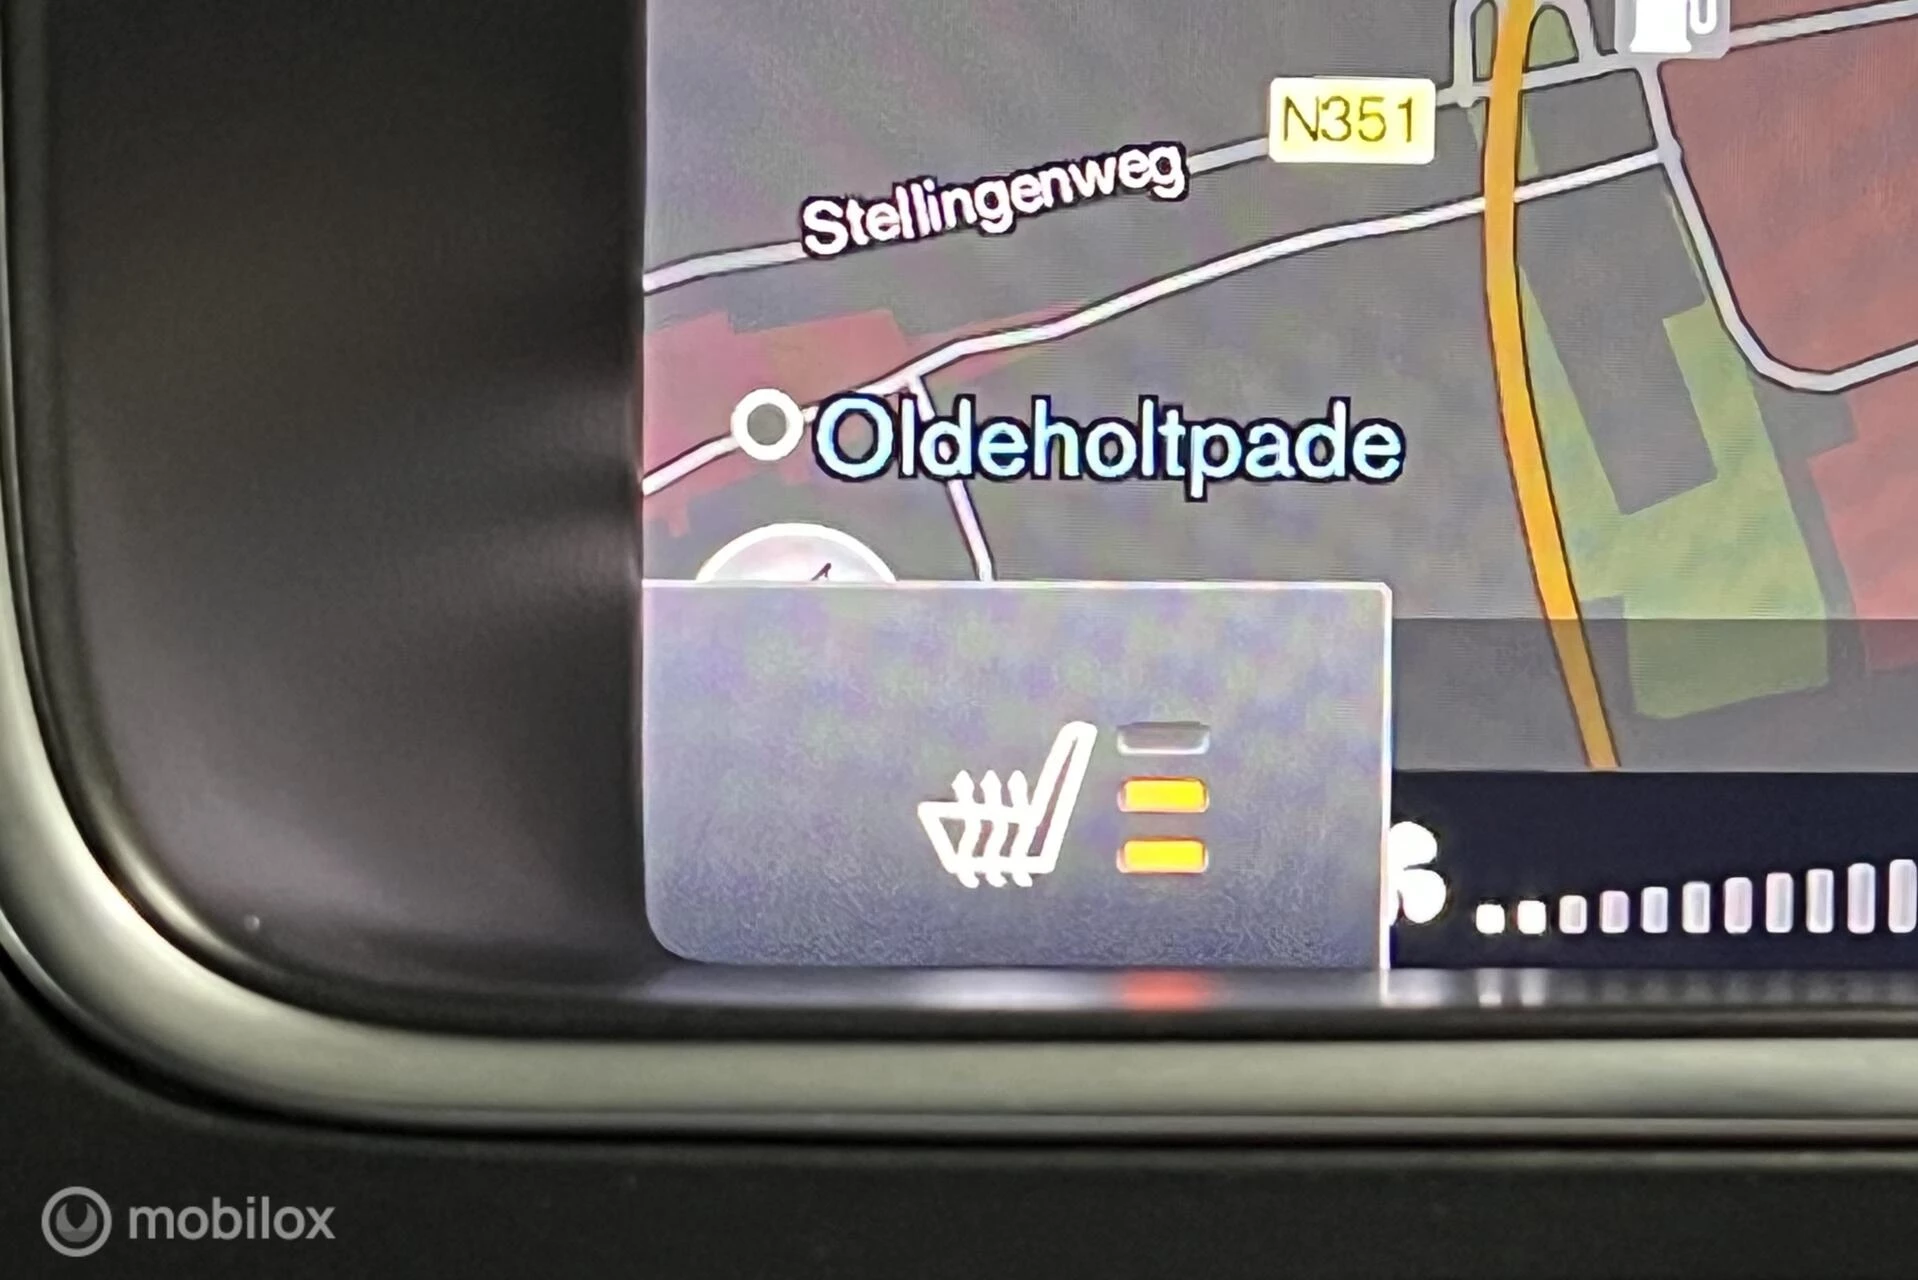 N351
Stellingenweg
Oldeholtpade
mobilox